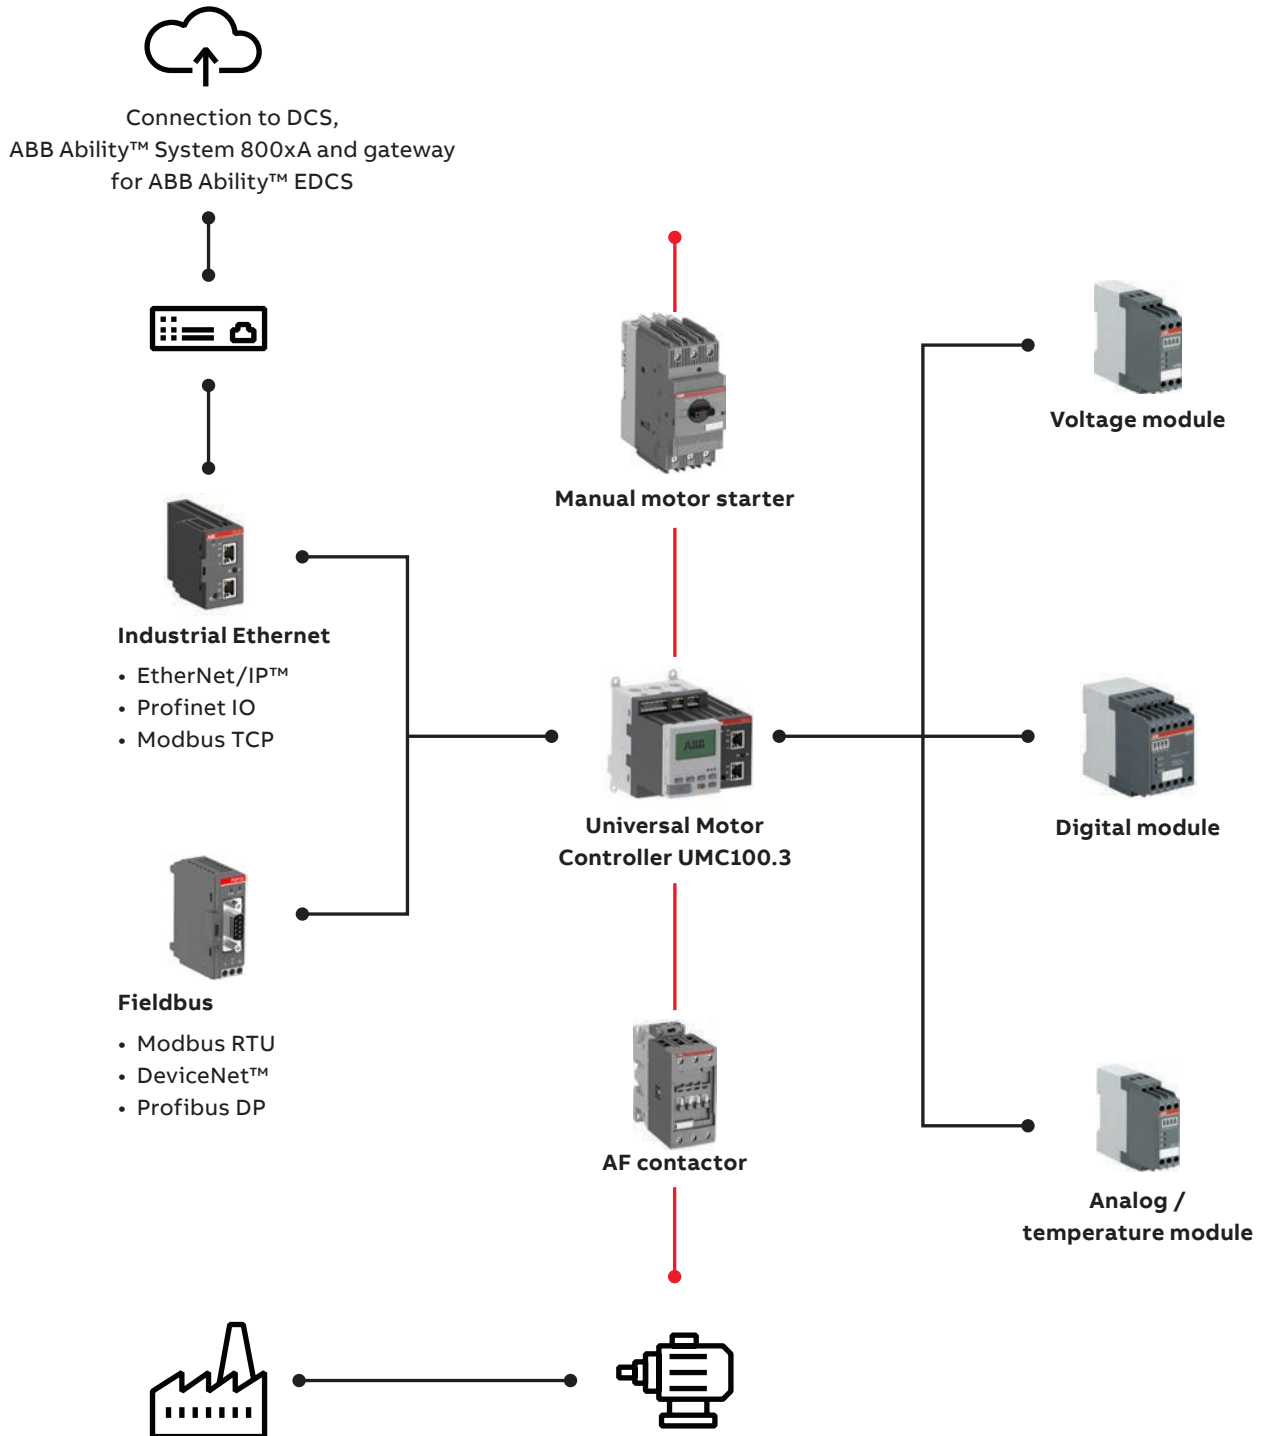 Connection to DCS,
ABB Ability™ System 800xA and gateway
for ABB Ability™ EDCS
Manual motor starter
Voltage module
Industrial Ethernet
• EtherNet/IP™
• Profinet IO
• Modbus TCP
ABB
Universal Motor
Controller UMC100.3
Digital module
Fieldbus
• Modbus RTU
• DeviceNet™
• Profibus DP
AF contactor
Analog /
temperature module